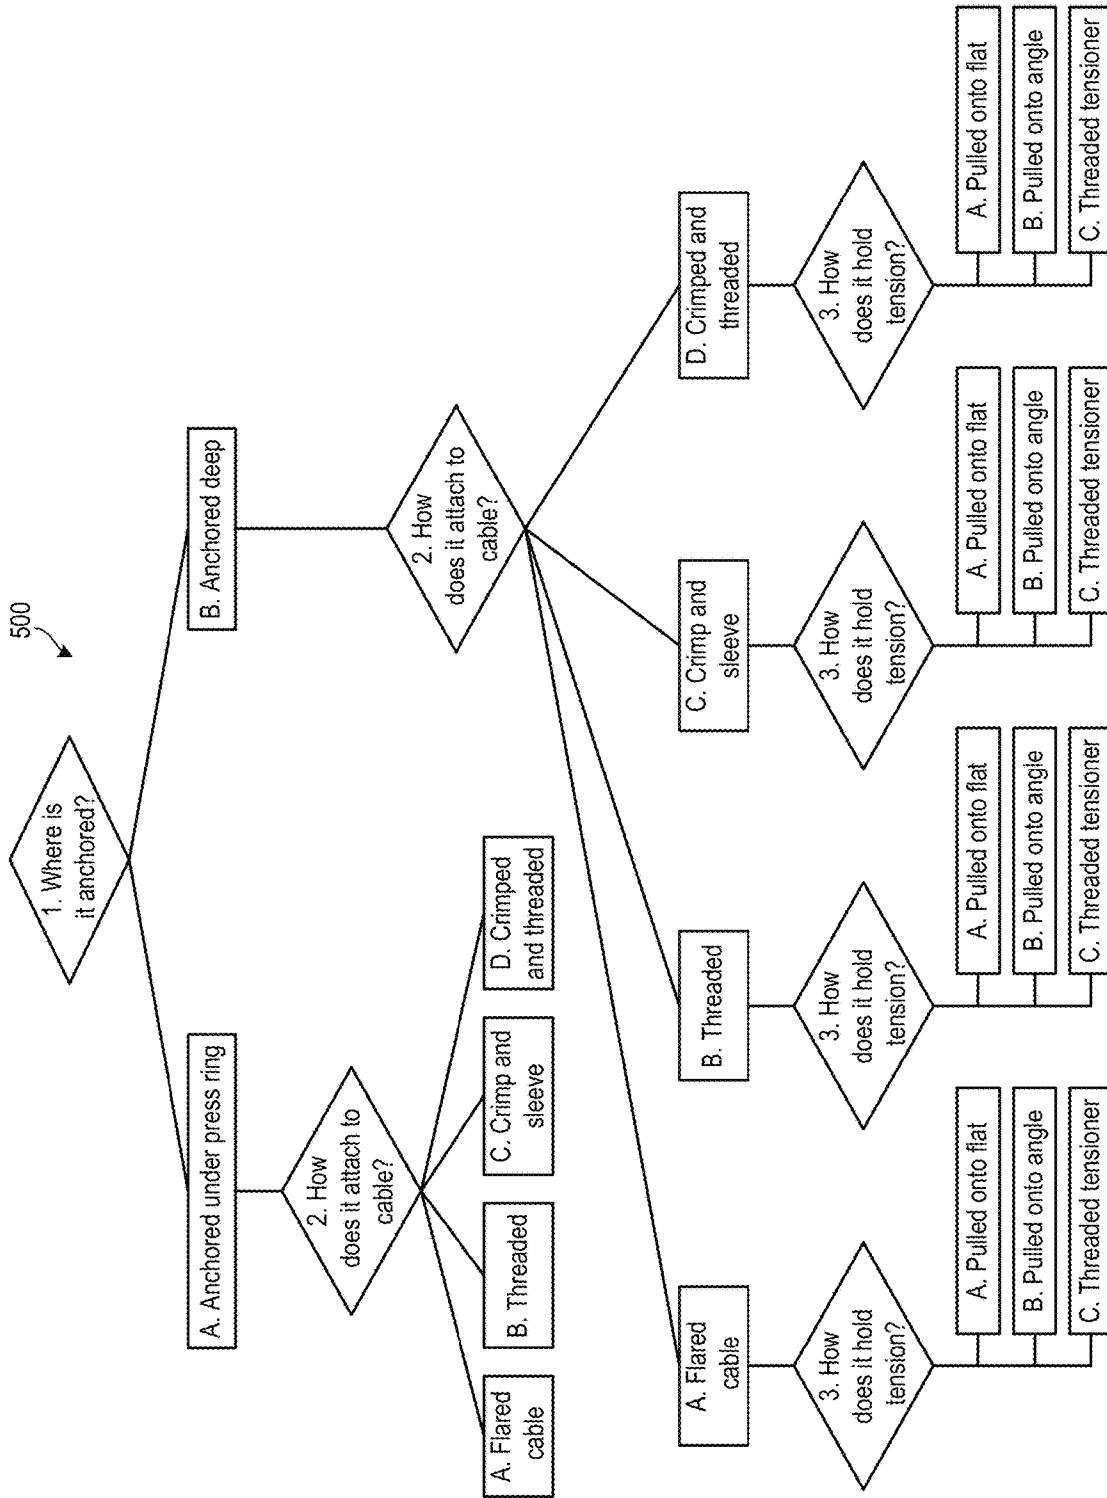 500
1. Where is
it anchored?
A. Anchored under press ring
B. Anchored deep
2. How
does it attach to
cable?
2. How
does it attach to
cable?
A. Flared
cable
B. Threaded
C. Crimp and
sleeve
D. Crimped
and threaded
A. Flared
cable
B. Threaded
C. Crimp and
sleeve
D. Crimped and
threaded
3. How
does it hold
tension?
3. How
does it hold
tension?
3. How
does it hold
tension?
3. How
does it hold
tension?
A. Pulled onto flat
B. Pulled onto angle
C. Threaded tensioner
A. Pulled onto flat
B. Pulled onto angle
C. Threaded tensioner
A. Pulled onto flat
B. Pulled onto angle
C. Threaded tensioner
A. Pulled onto flat
B. Pulled onto angle
C. Threaded tensioner